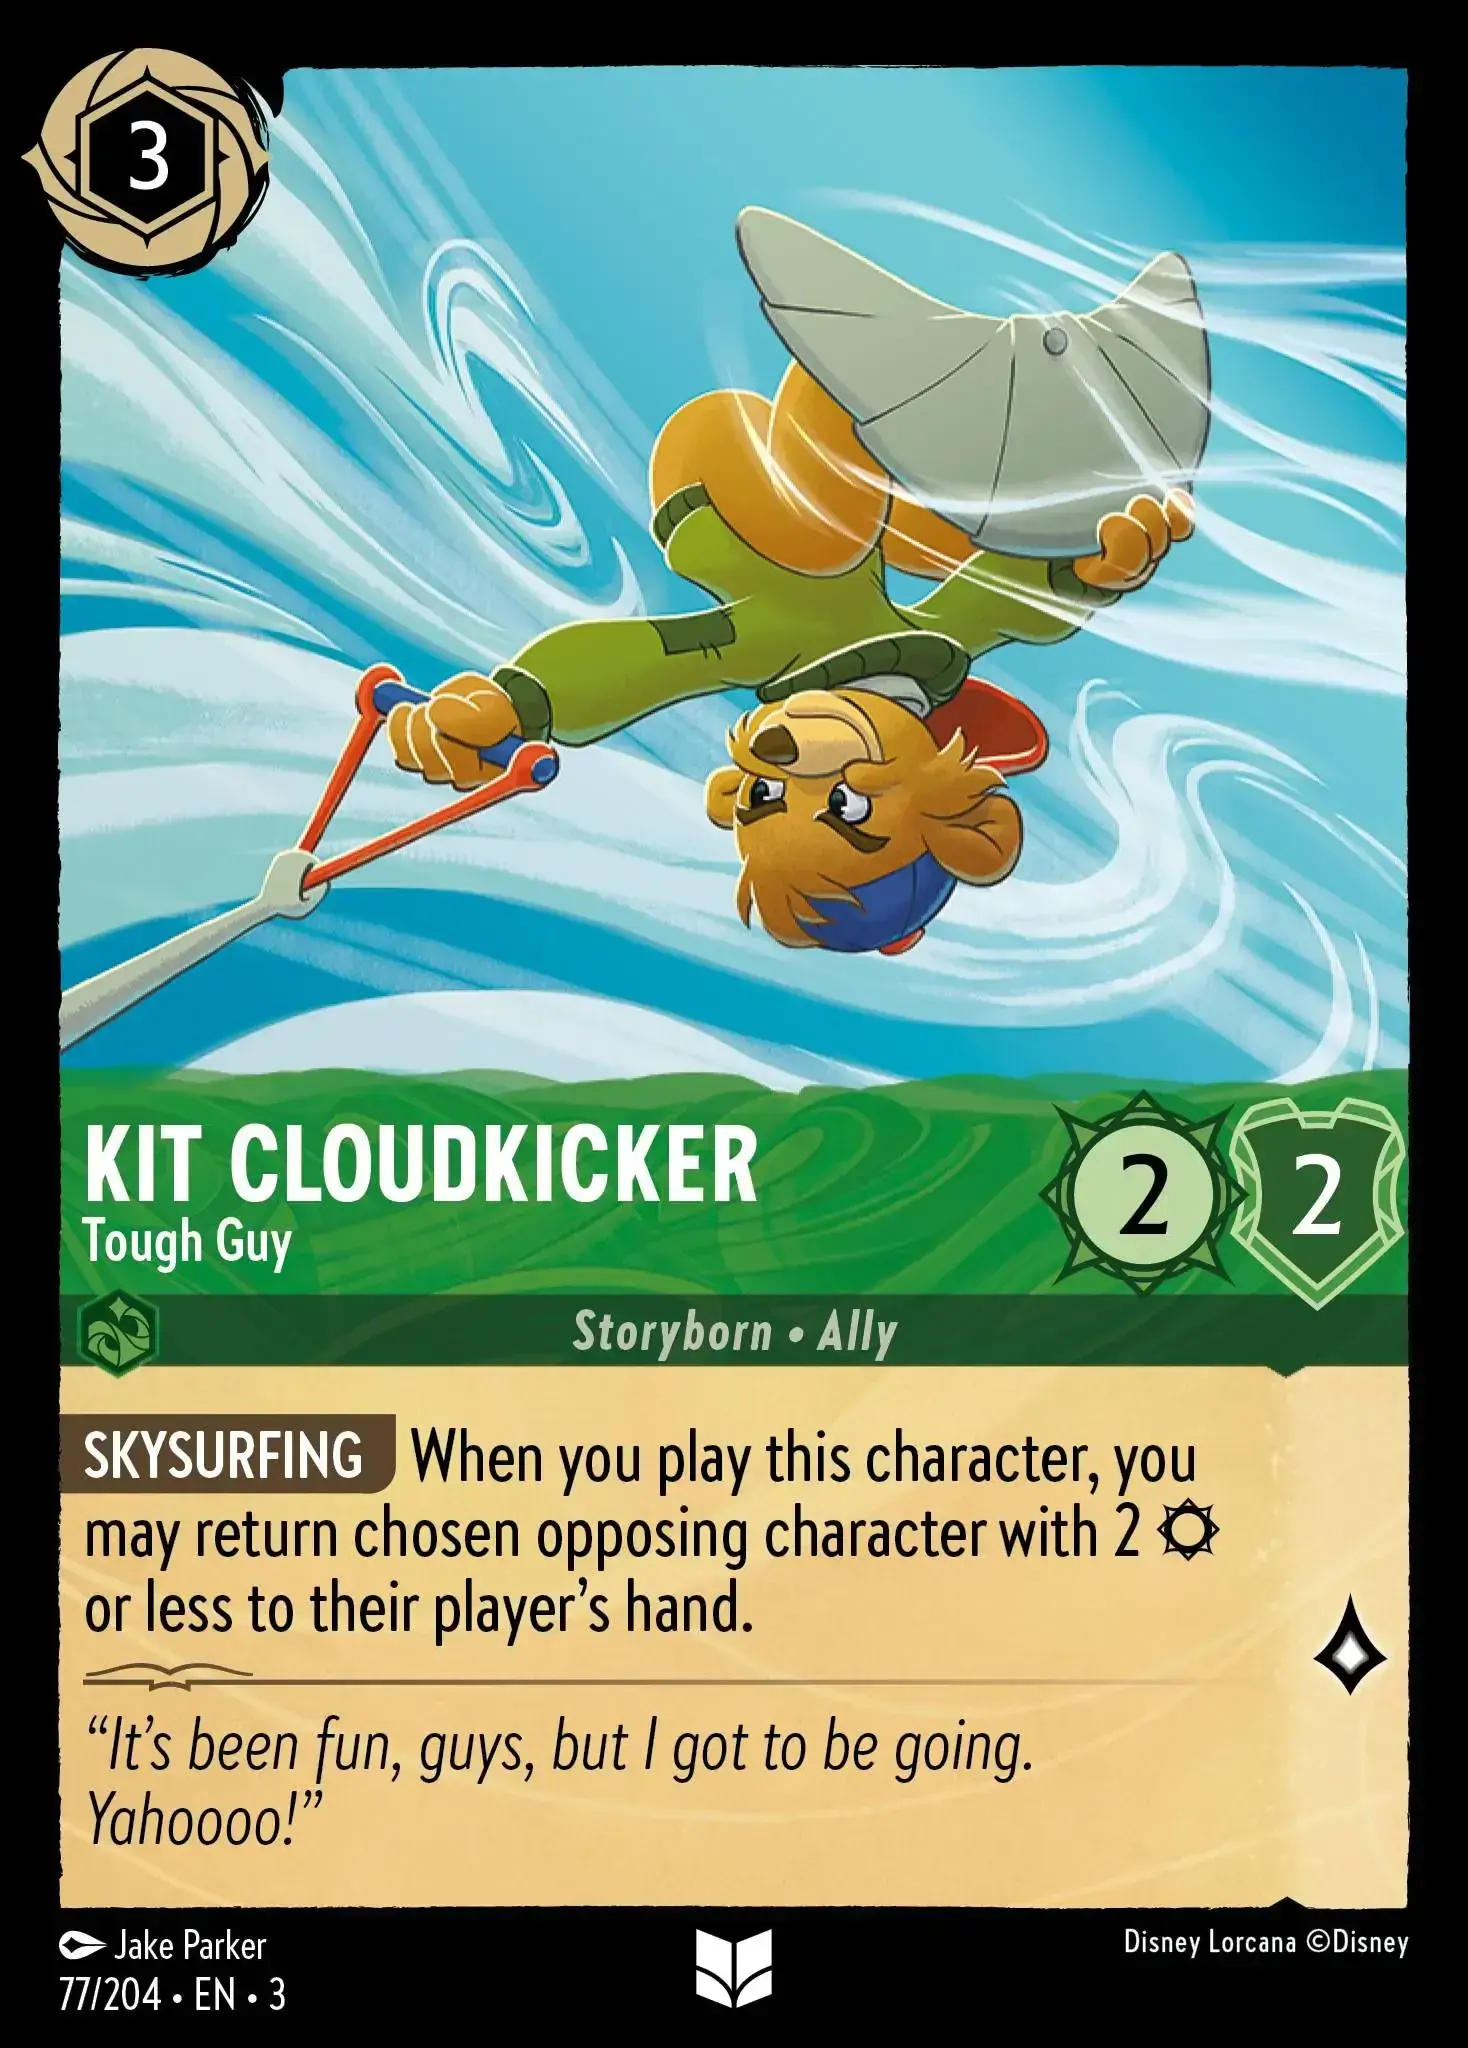 3
KIT CLOUDKICKER
Tough Guy
2
2
Storyborn • Ally
SKYSURFING When you play this character, you
may return chosen opposing character with 2
or less to their player’s hand.
“It’s been fun, guys, but I got to be going.
Yahoooo!”
Jake Parker
77/204 • EN • 3
Disney Lorcana ©Disney